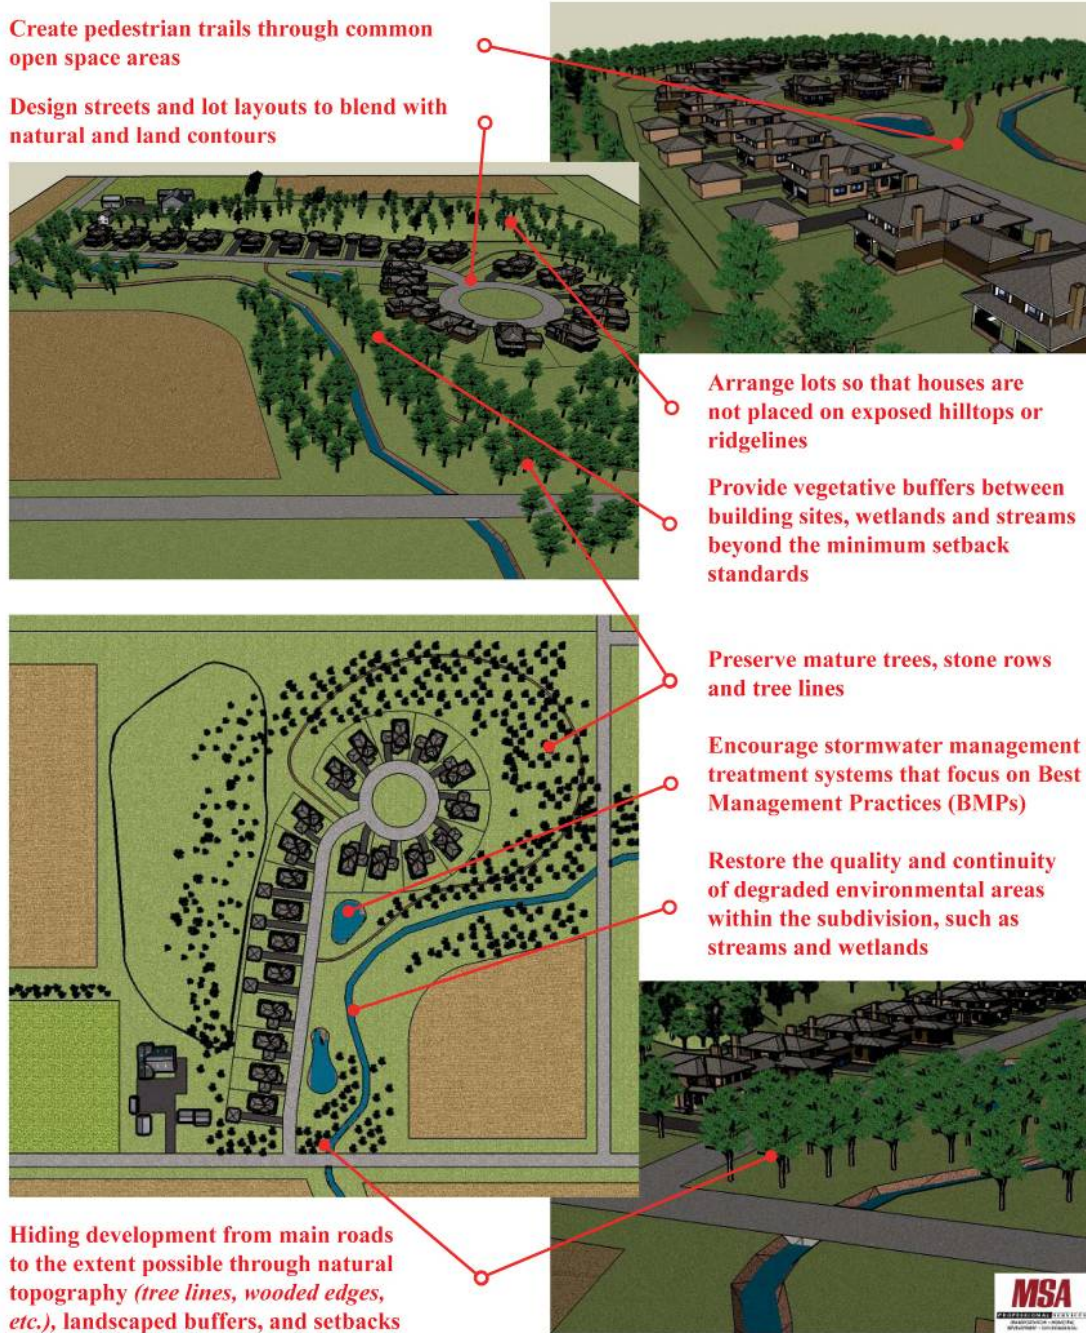 Create pedestrian trails through common
open space areas
Design streets and lot layouts to blend with
natural and land contours
Arrange lots so that houses are
not placed on exposed hilltops or
ridgelines
Provide vegetative buffers between
building sites, wetlands and streams
beyond the minimum setback
standards
Preserve mature trees, stone rows
and tree lines
Encourage stormwater management
treatment systems that focus on Best
Management Practices (BMPs)
Restore the quality and continuity
of degraded environmental areas
within the subdivision, such as
streams and wetlands
Hiding development from main roads
to the extent possible through natural
topography (tree lines, wooded edges,
etc.), landscaped buffers, and setbacks
MSA
PROFESSIONAL SERVICES